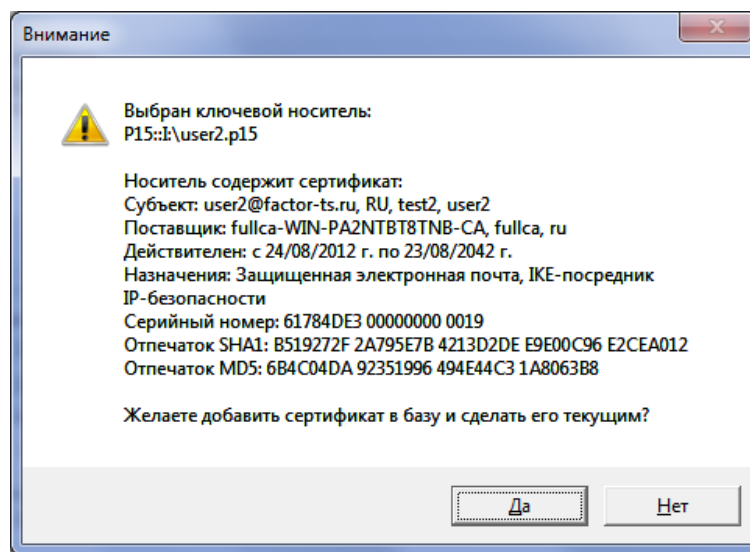 Внимание
Выбран ключевой носитель:
P15::I:\user2.p15
Носитель содержит сертификат:
Субъект: user2@factor-ts.ru, RU, test2, user2
Поставщик: fullca-WIN-PA2NTBT8TNB-CA, fullca, ru
Действителен: с 24/08/2012 г. по 23/08/2042 г.
Назначения: Защищенная электронная почта, IKE-посредник
IP-безопасности
Серийный номер: 61784DE3 00000000 0019
Отпечаток SHA1: B519272F 2A795E7B 4213D2DE E9E00C96 E2CEA012
Отпечаток MD5: 6B4C04DA 92351996 494E44C3 1A8063B8
Желаете добавить сертификат в базу и сделать его текущим?
Да
Нет